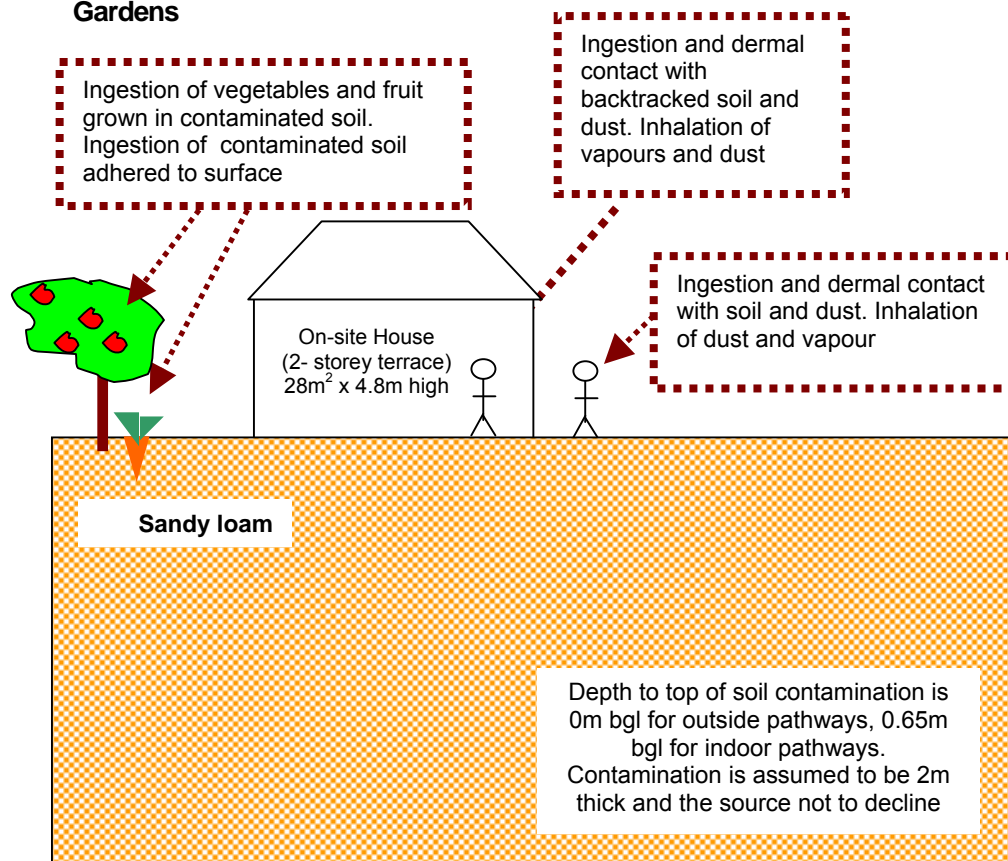 Gardens
Ingestion of vegetables and fruit
grown in contaminated soil.
Ingestion of contaminated soil
adhered to surface
Ingestion and dermal
contact with
backtracked soil and
dust. Inhalation of
vapours and dust
Ingestion and dermal contact
with soil and dust. Inhalation
of dust and vapour
On-site House
(2- storey terrace)
28m² x 4.8m high
Sandy loam
Depth to top of soil contamination is
0m bgl for outside pathways, 0.65m
bgl for indoor pathways.
Contamination is assumed to be 2m
thick and the source not to decline